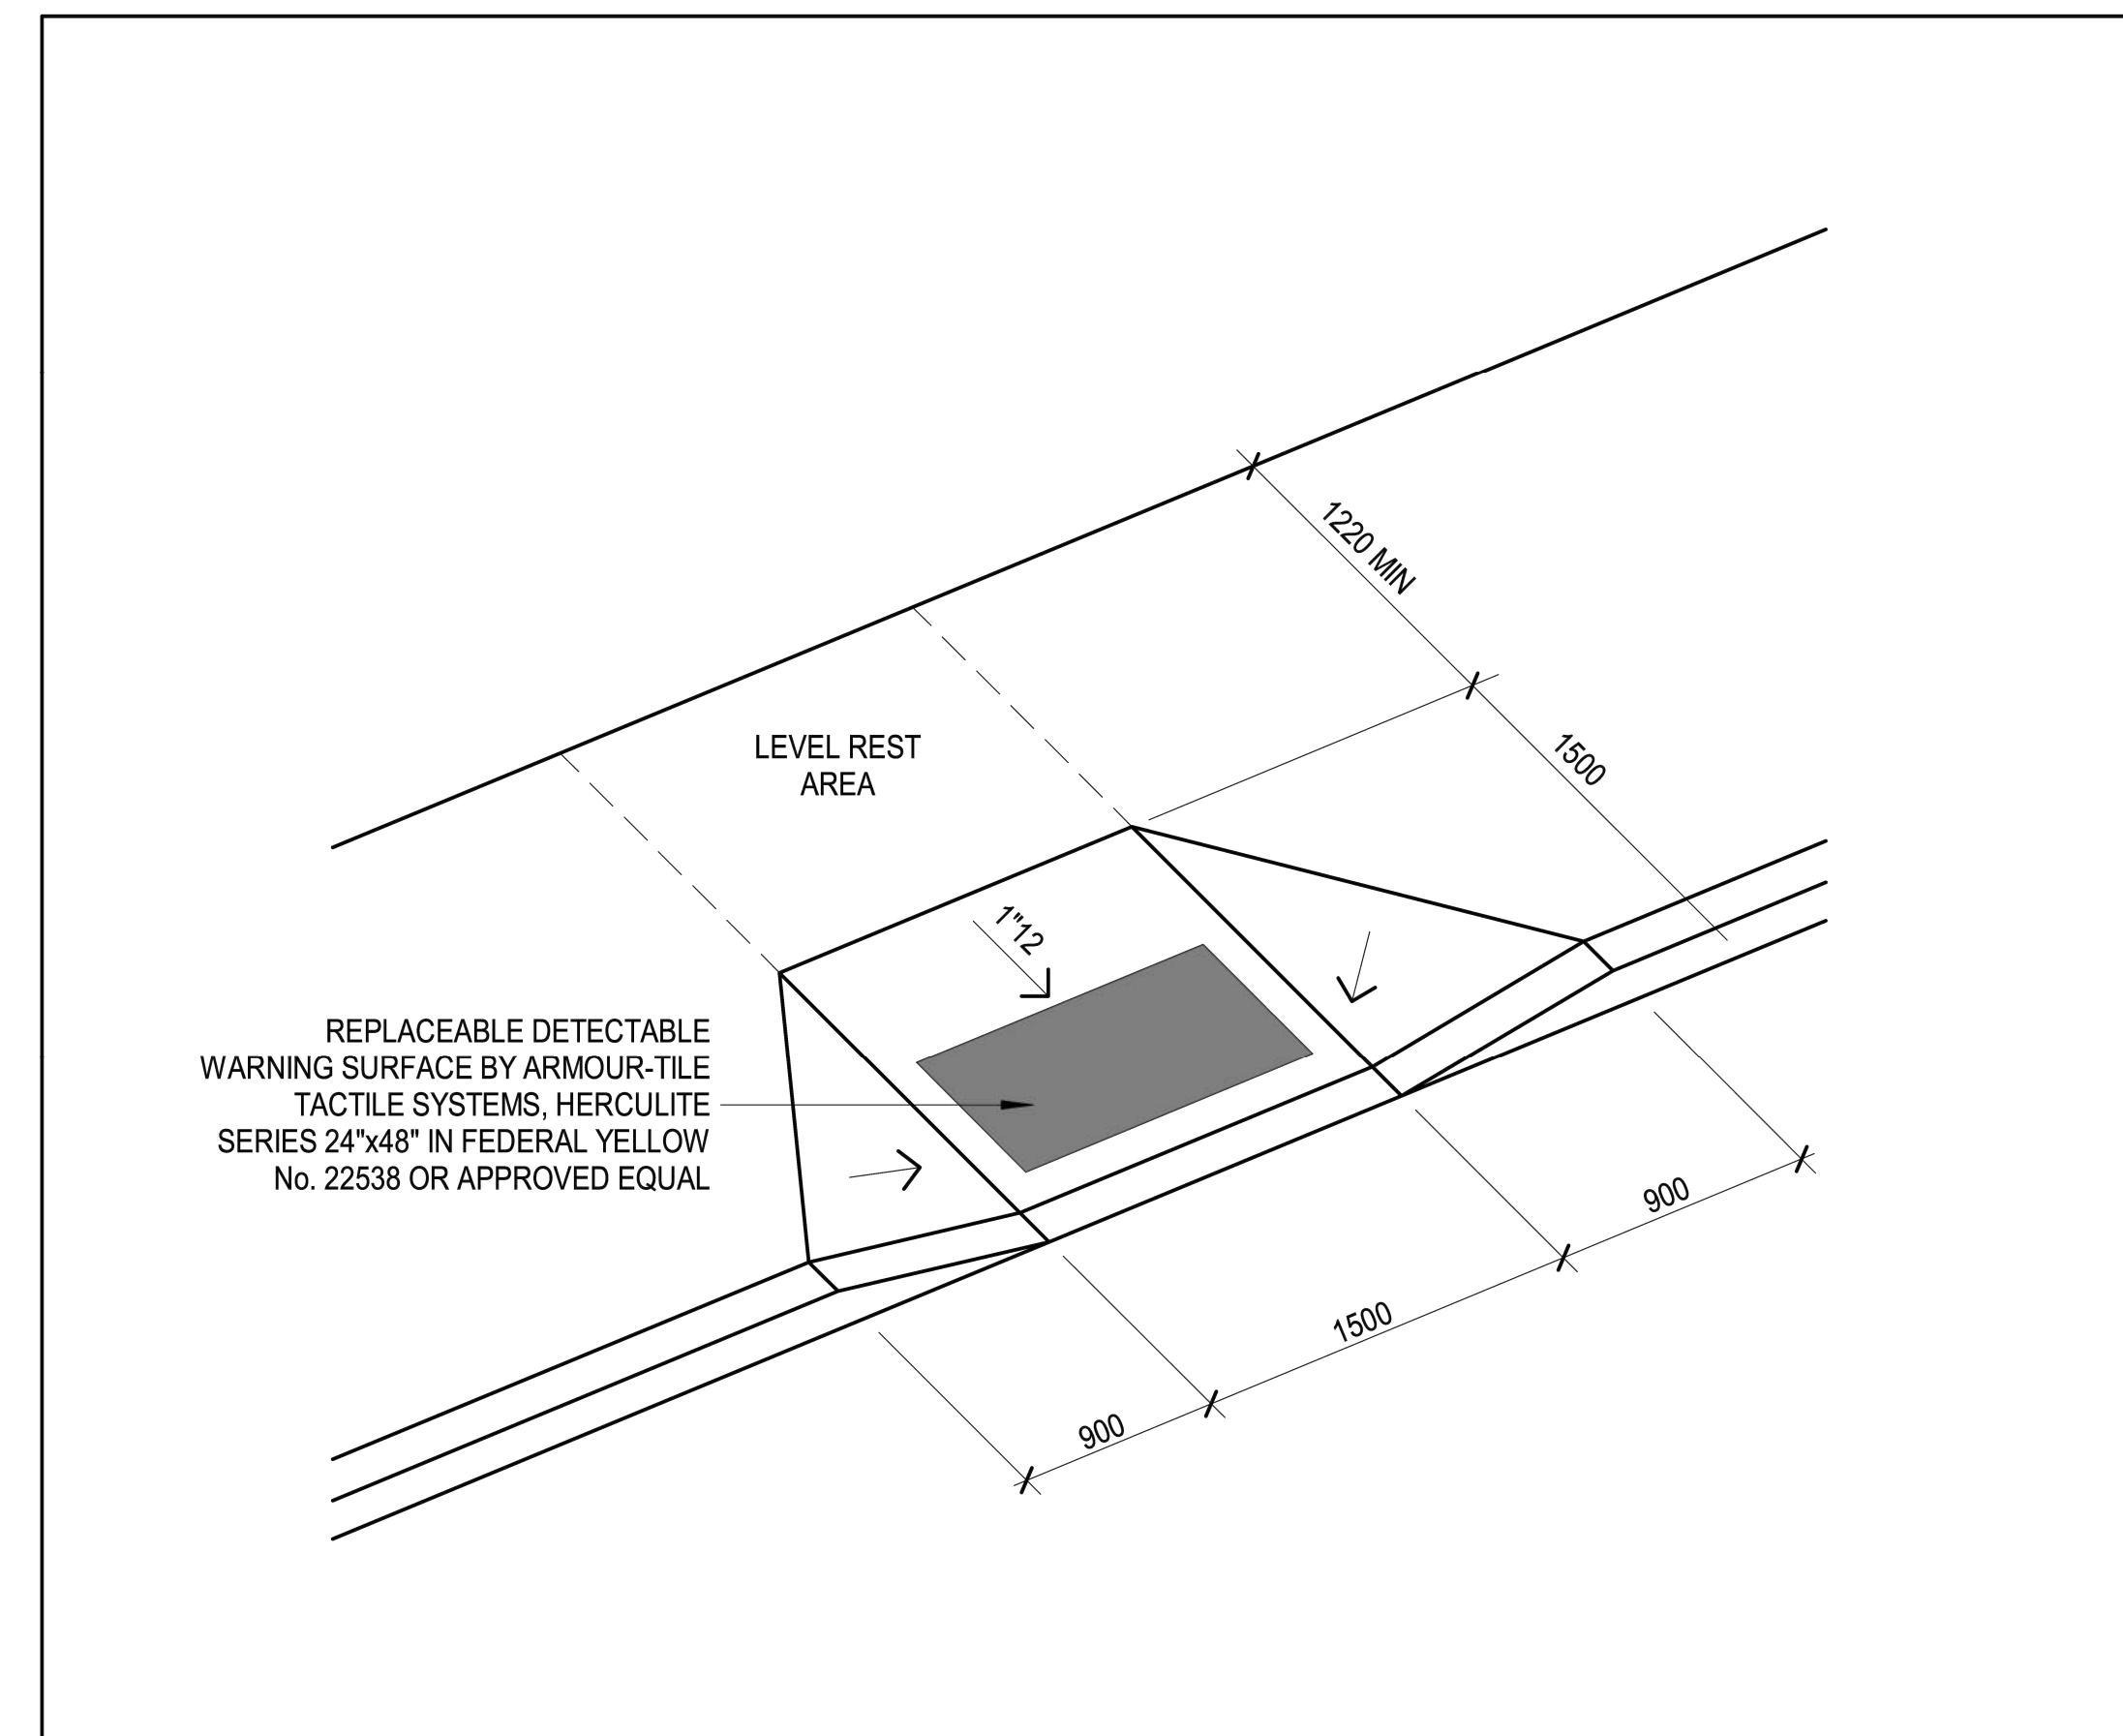 1220 MIN
1500
LEVEL REST
AREA
1"12
REPLACEABLE DETECTABLE
WARNING SURFACE BY ARMOUR-TILE
TACTILE SYSTEMS, HERCULITE
SERIES 24"x48" IN FEDERAL YELLOW
No. 22538 OR APPROVED EQUAL
900
1500
900